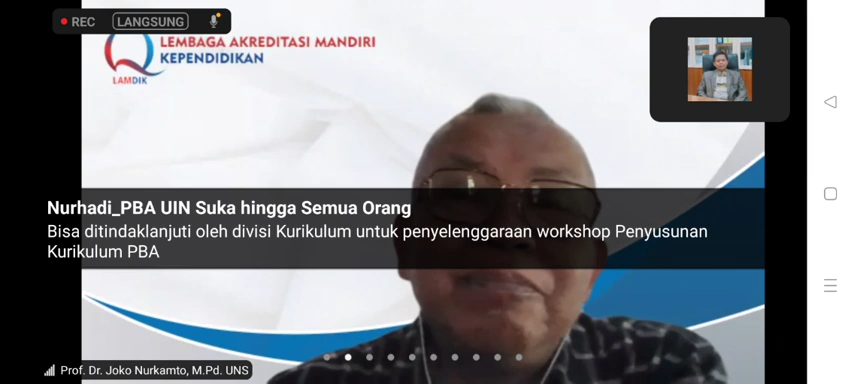 REC LANGSUNG
LEMBAGA AKREDITASI MANDIRI
KEPENDIDIKAN
LAMDIK
Nurhadi_PBA UIN Suka hingga Semua Orang
Bisa ditindaklanjuti oleh divisi Kurikulum untuk penyelenggaraan workshop Penyusunan
Kurikulum PBA
Prof. Dr. Joko Nurkamto, M.Pd. UNS